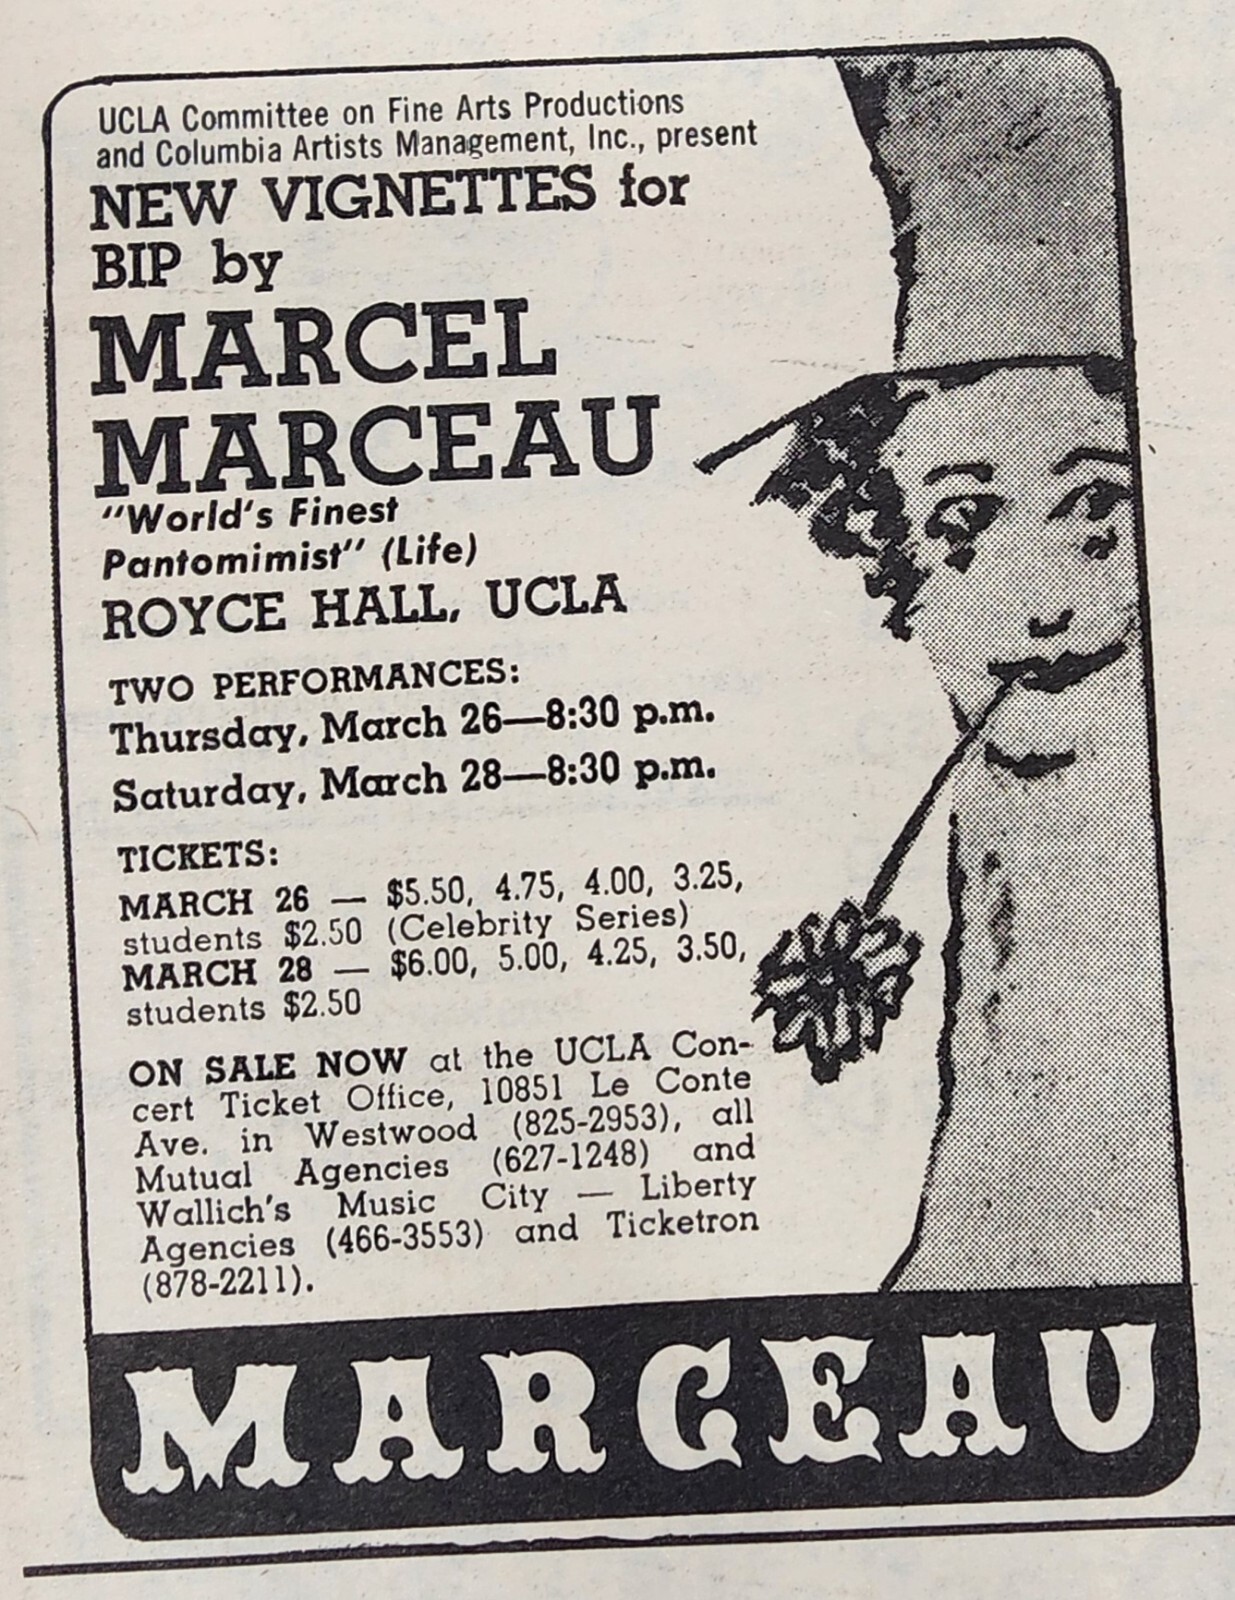 UCLA Committee on Fine Arts Productions
and Columbia Artists Management, Inc., present
NEW VIGNETTES for
BIP by
MARCEL
MARCEAU
"World's Finest
Pantomimist" (Life)
ROYCE HALL, UCLA
TWO PERFORMANCES:
Thursday, March 26—8:30 p.m.
Saturday, March 28—8:30 p.m.
TICKETS:
MARCH 26 — $5.50, 4.75, 4.00, 3.25,
students $2.50 (Celebrity Series)
MARCH 28 — $6.00, 5.00, 4.25, 3.50,
students $2.50
ON SALE NOW at the UCLA Con-
cert Ticket Office, 10851 Le Conte
Ave. in Westwood (825-2953), all
Mutual Agencies (627-1248) and
Wallich's Music City — Liberty
Agencies (466-3553) and Ticketron
(878-2211).
MARCEAU